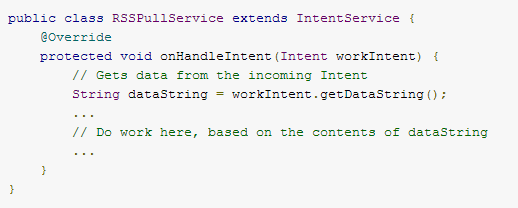 public class RSSPullService extends IntentService {
    @Override
    protected void onHandleIntent(Intent workIntent) {
        // Gets data from the incoming Intent
        String dataString = workIntent.getDataString();
        ...
        // Do work here, based on the contents of dataString
        ...
    }
}